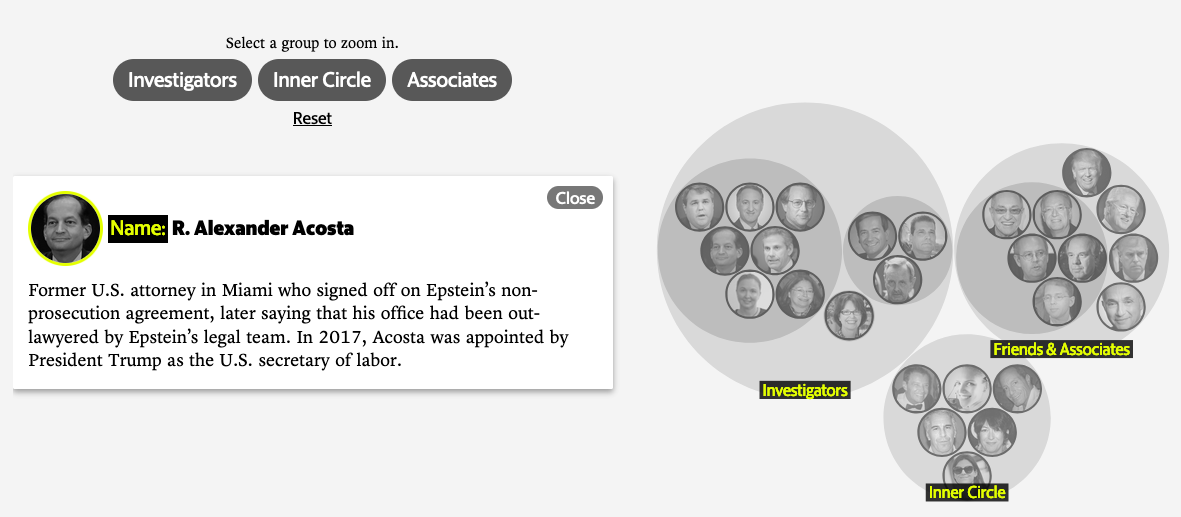 Select a group to zoom in.
Investigators Inner Circle Associates
Reset
Close
Name: R. Alexander Acosta
Former U.S. attorney in Miami who signed off on Epstein’s non-
prosecution agreement, later saying that his office had been out-
lawyered by Epstein’s legal team. In 2017, Acosta was appointed by
President Trump as the U.S. secretary of labor.
Friends & Associates
Investigators
Inner Circle